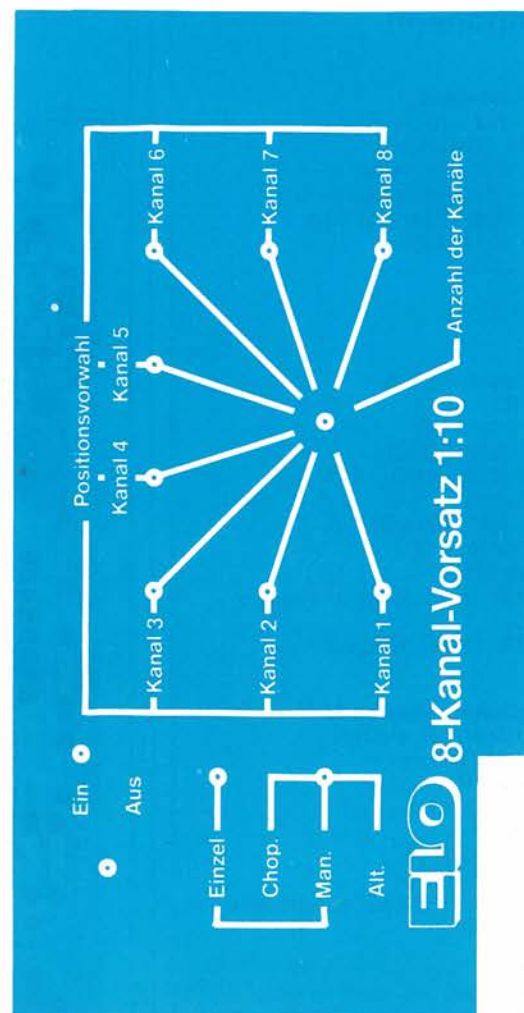 Ein
Aus
Einzel
Chop.
Man.
Alt.
Positionsvorwahl
Kanal 4
Kanal 5
Kanal 3
Kanal 6
Kanal 2
Kanal 7
Kanal 1
Kanal 8
Anzahl der Kanäle
ELO 8-Kanal-Vorsatz 1:10